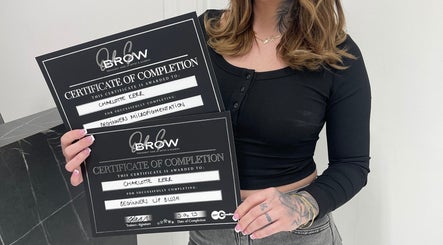 BROW
CERTIFICATE OF COMPLETION
THIS CERTIFICATE IS AWARDED TO:
CHARLOTTE KERR
FOR SUCCESSFULLY COMPLETING:
BEGINNERS MICROPIGMENTATION
BROW
CERTIFICATE OF COMPLETION
THIS CERTIFICATE IS AWARDED TO:
CHARLOTTE KERR
FOR SUCCESSFULLY COMPLETING:
BEGINNERS LIP BLUSH
Trainer's Signature
Date of Completion